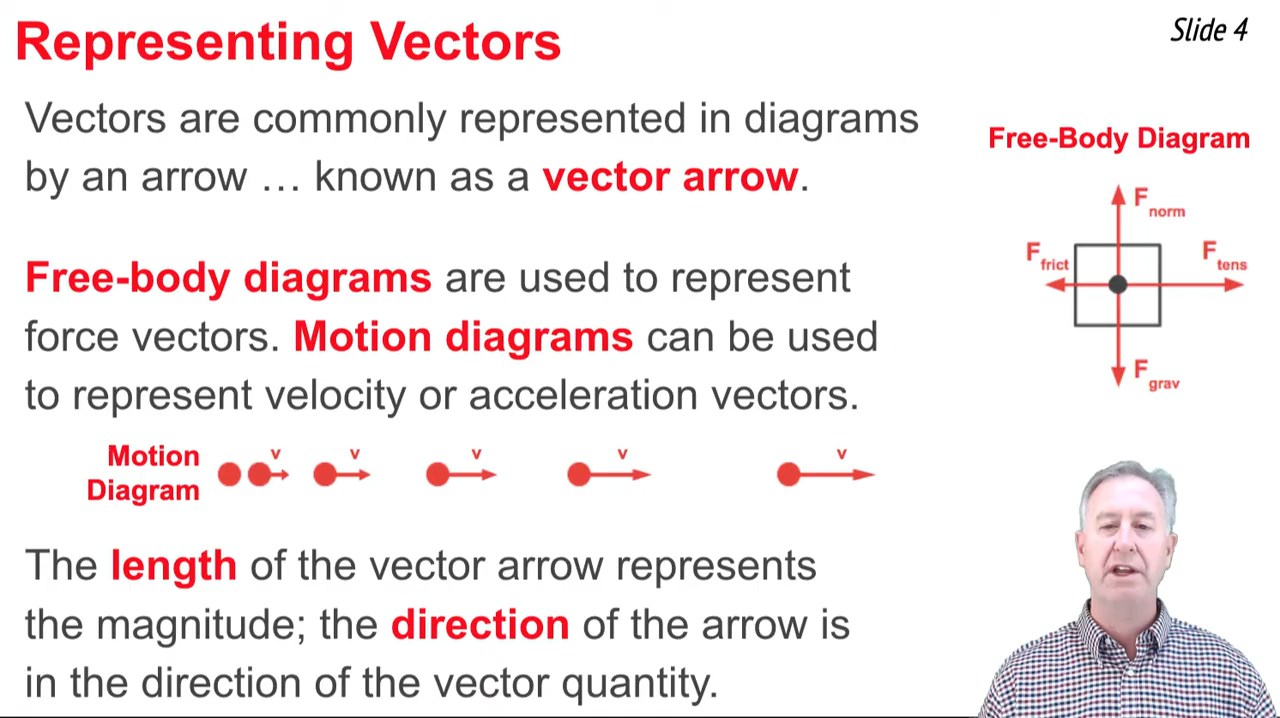 Representing Vectors
Slide 4
Vectors are commonly represented in diagrams
by an arrow … known as a vector arrow.
Free-Body Diagram
F norm
F frict
F tens
F grav
Free-body diagrams are used to represent
force vectors. Motion diagrams can be used
to represent velocity or acceleration vectors.
Motion
Diagram
v v v v v
The length of the vector arrow represents
the magnitude; the direction of the arrow is
in the direction of the vector quantity.